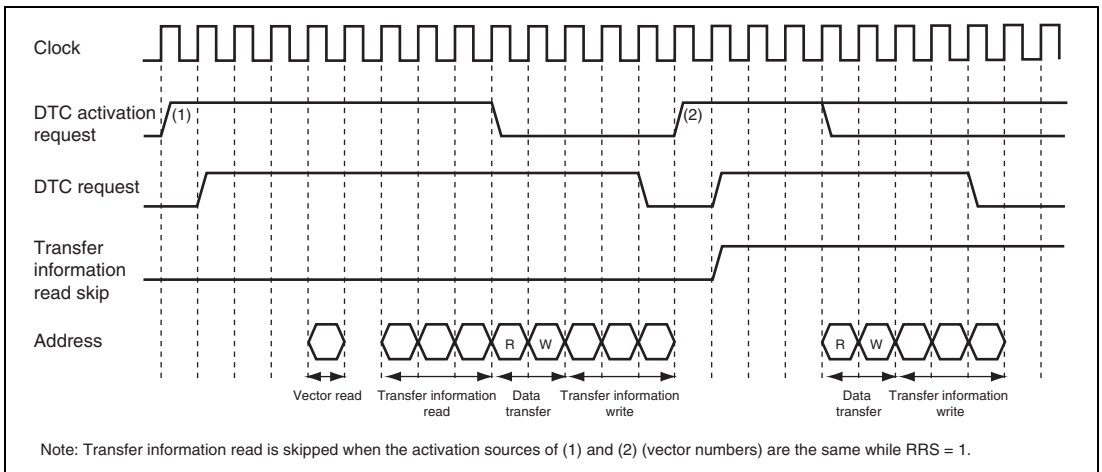 Clock
DTC activation
request
(1)
(2)
DTC request
Transfer
information
read skip
Address
R
W
R
W
Vector read
Transfer information
read
Data
transfer
Transfer information
write
Data
transfer
Transfer information
write
Note: Transfer information read is skipped when the activation sources of (1) and (2) (vector numbers) are the same while RRS = 1.